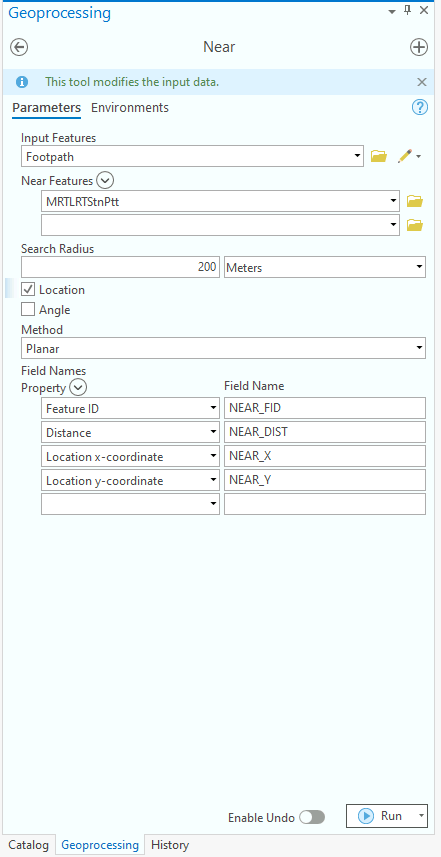 Geoprocessing
Near
This tool modifies the input data.
Parameters Environments
Input Features
Footpath
Near Features
MRTLRTStnPtt
Search Radius
200 Meters
Location
Angle
Method
Planar
Field Names
Property Field Name
Feature ID NEAR_FID
Distance NEAR_DIST
Location x-coordinate NEAR_X
Location y-coordinate NEAR_Y
Enable Undo Run
Catalog Geoprocessing History